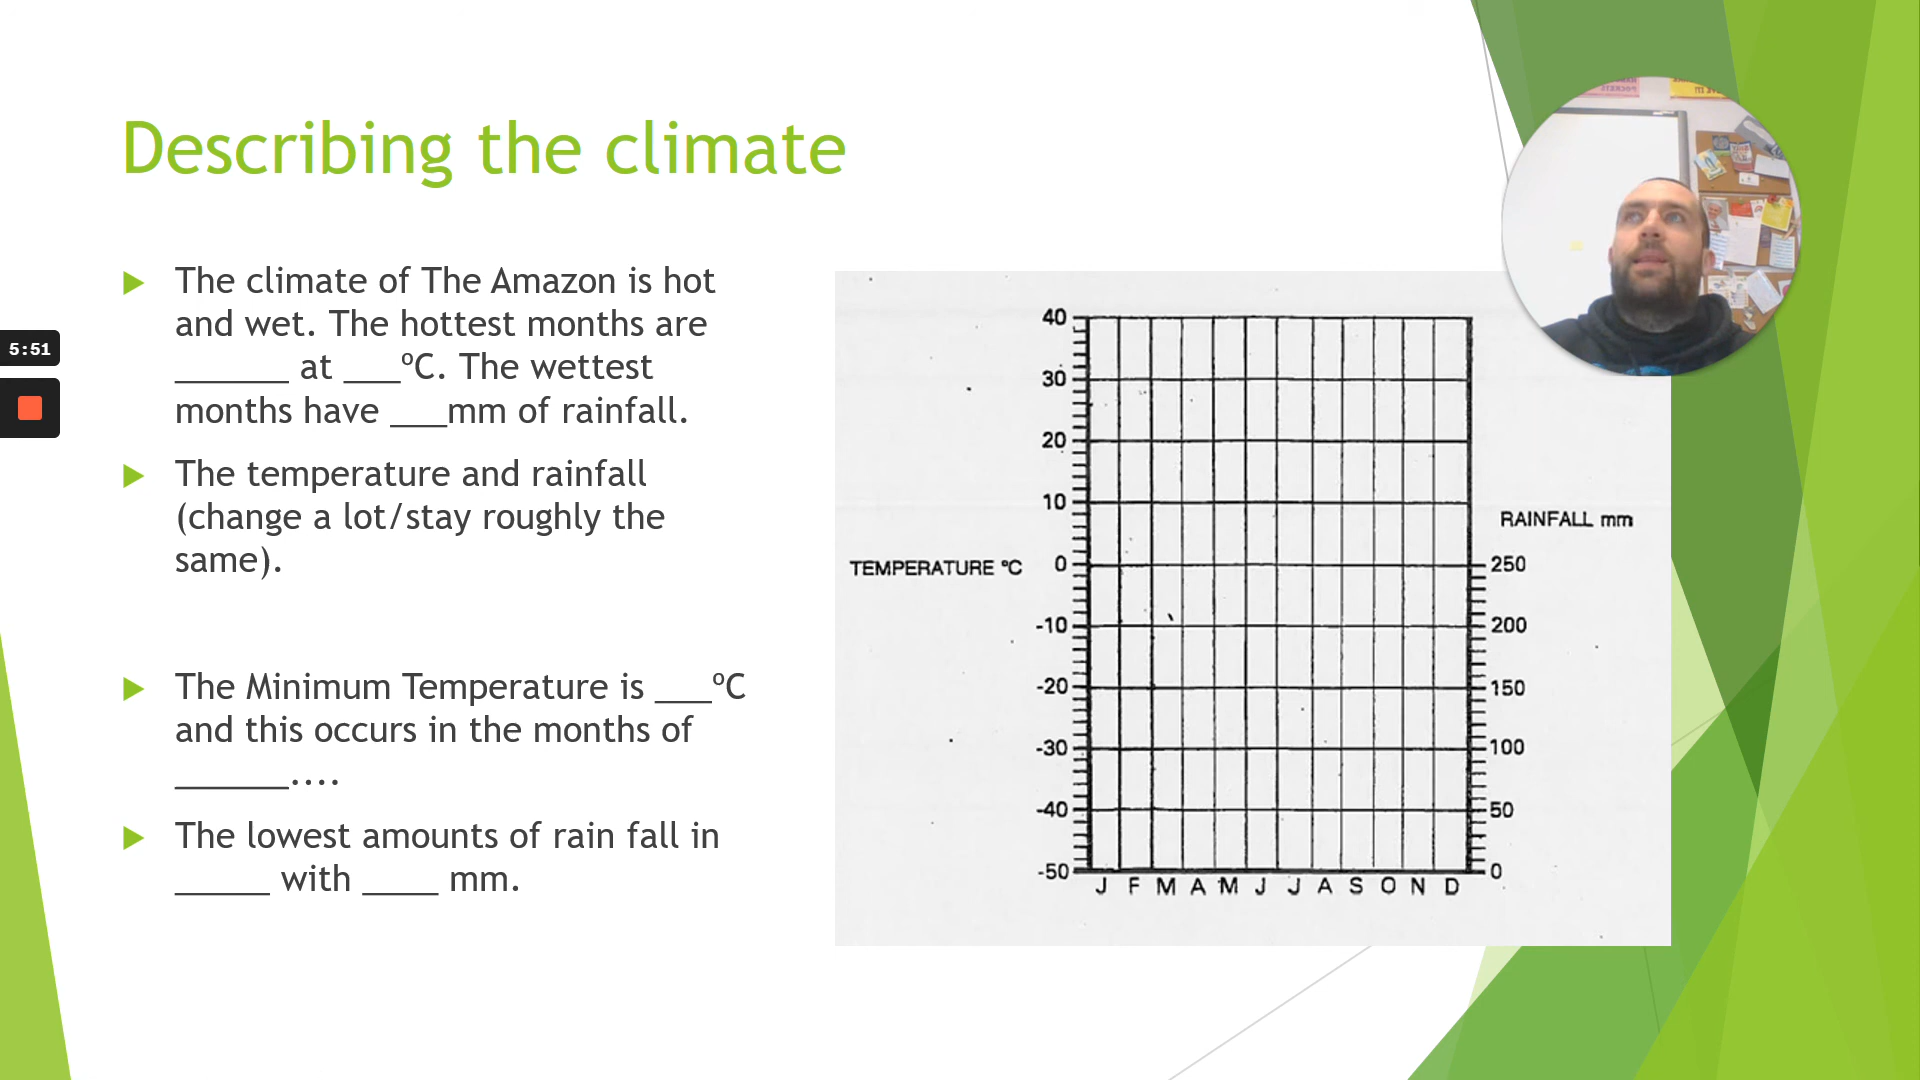 Describing the climate
The climate of The Amazon is hot
and wet. The hottest months are
______ at ___ºC. The wettest
months have ___mm of rainfall.
The temperature and rainfall
(change a lot/stay roughly the
same).
The Minimum Temperature is ___ºC
and this occurs in the months of
______....
The lowest amounts of rain fall in
_____ with ____ mm.
5:51
40
30
20
10
RAINFALL mm
TEMPERATURE ºC 0 250
-10 200
-20 150
-30 100
-40 50
-50 0
J F M A M J J A S O N D